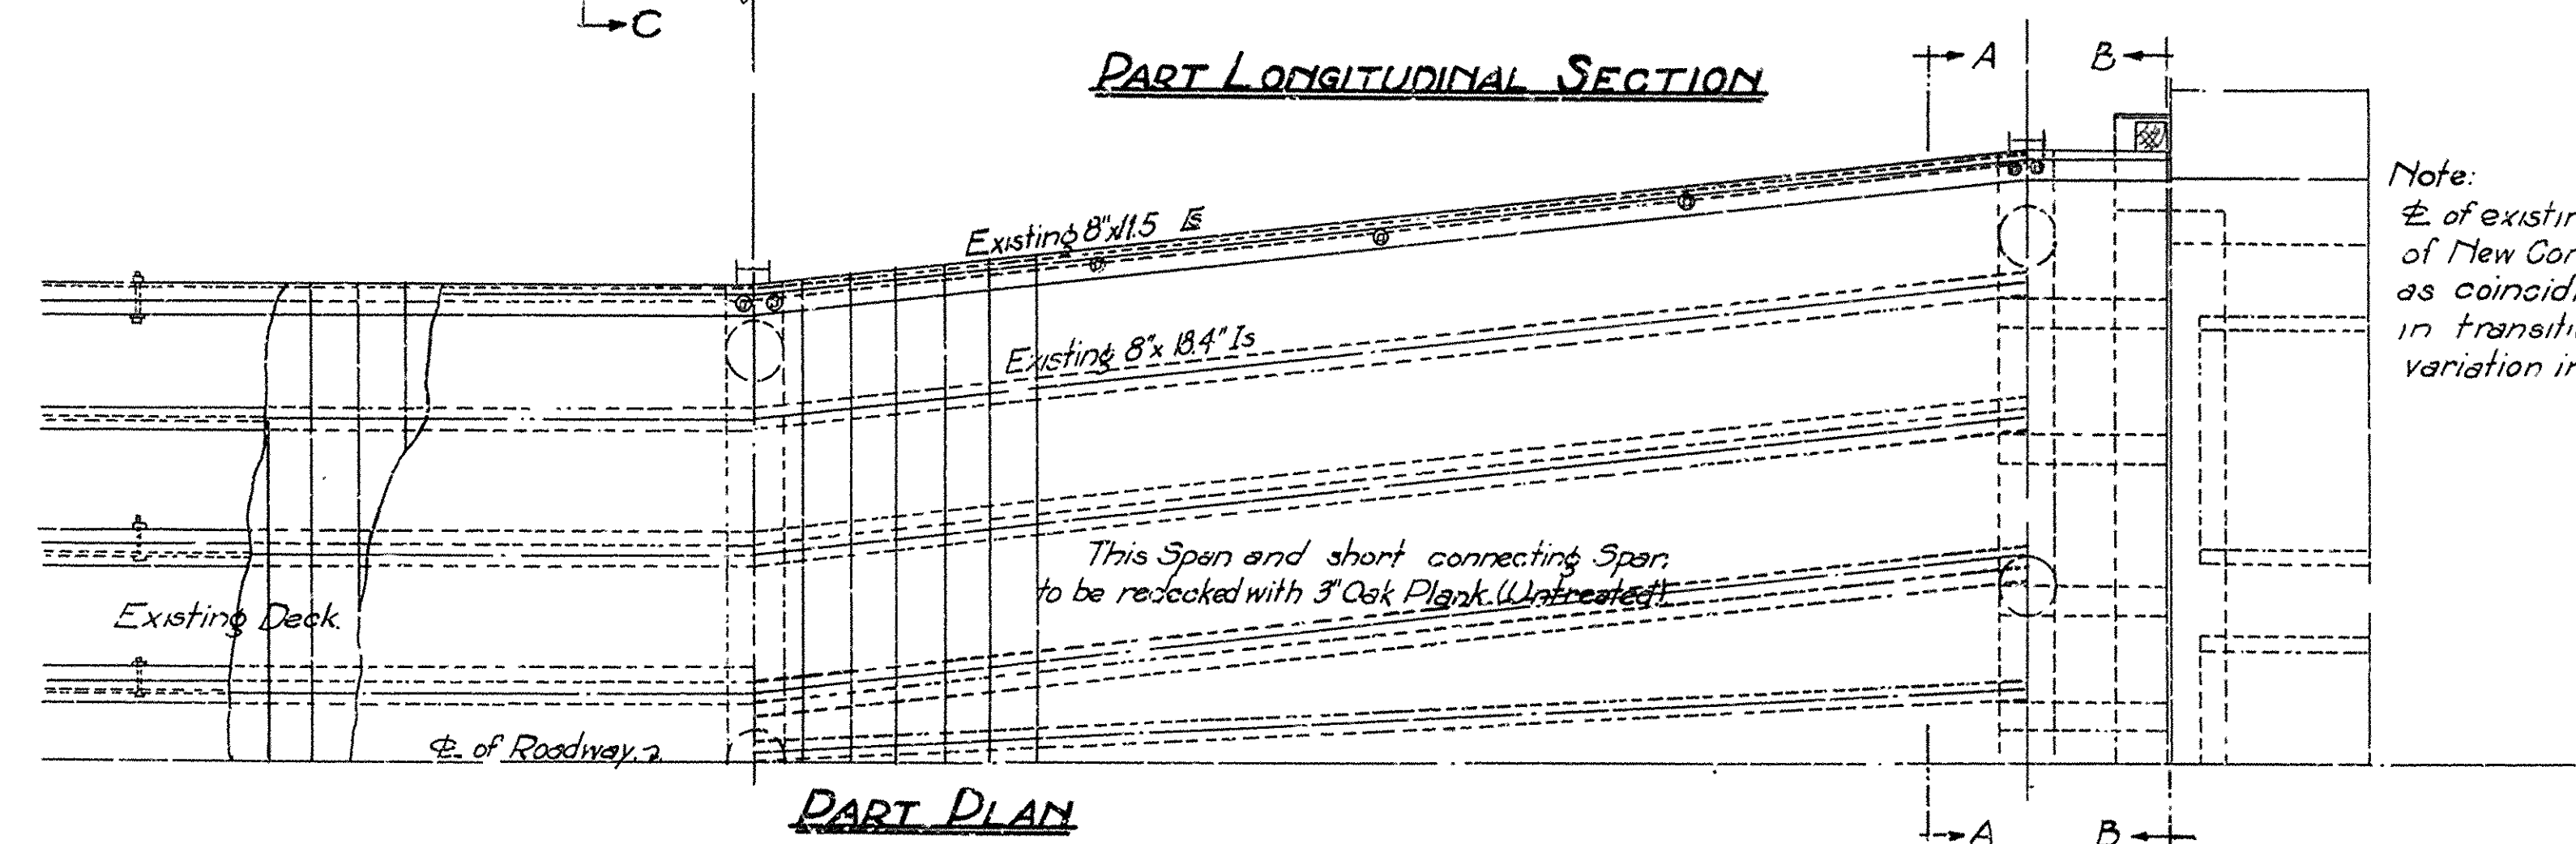 C
PART LONGITUDINAL SECTION
A
B
Note:
℄ of existin
of New Con
as coincid
in transiti
variation in
Existing 8"x11.5 [s
Existing 8"x 18.4" Is
This Span and short connecting Span
to be redecked with 3" Oak Plank. (Untreated).
Existing Deck.
℄ of Roadway.
PART PLAN
A
B